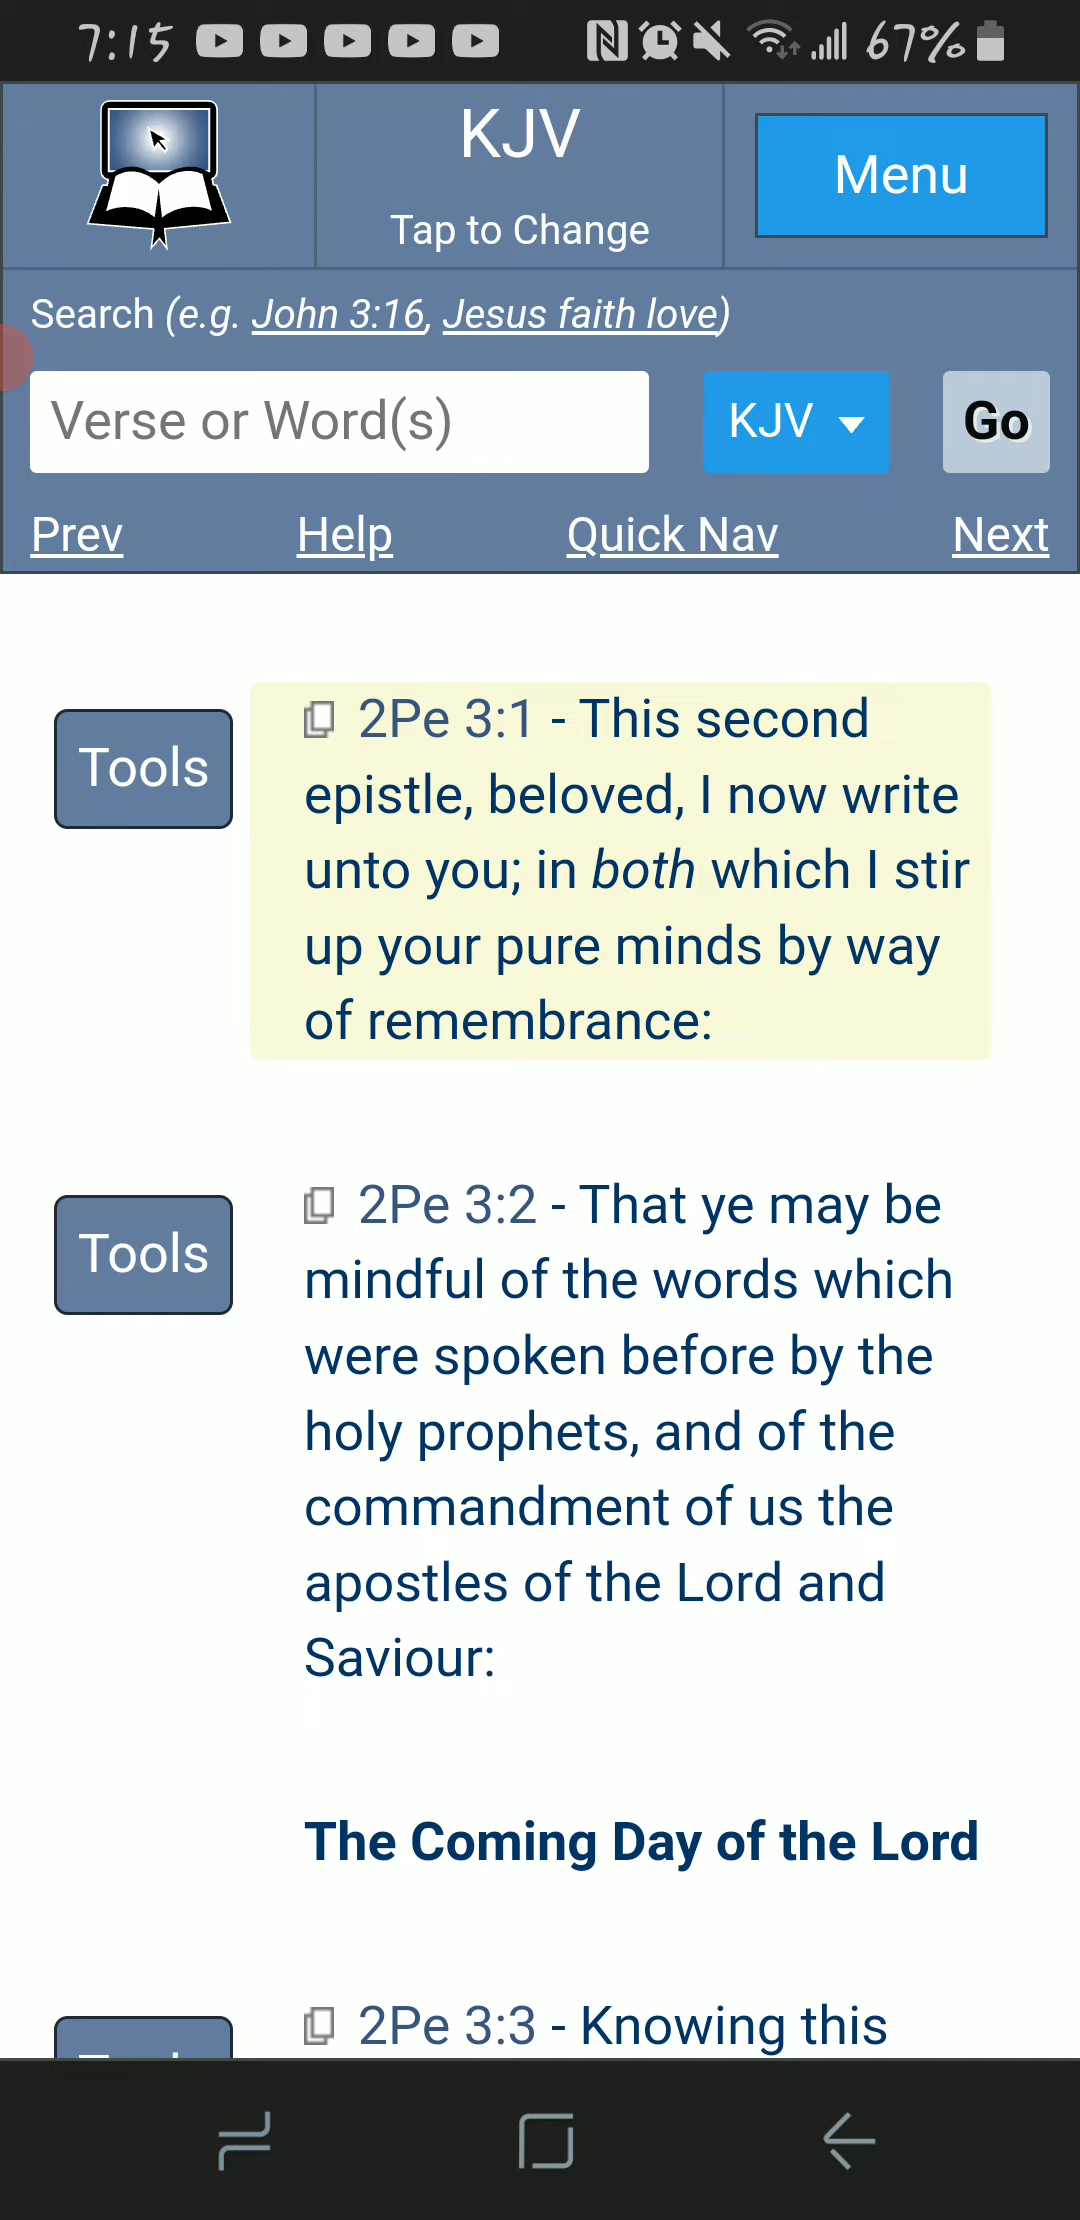 7:15 67%
KJV
Tap to Change
Menu
Search (e.g. John 3:16, Jesus faith love)
Verse or Word(s) KJV Go
Prev Help Quick Nav Next
Tools
2Pe 3:1 - This second
epistle, beloved, I now write
unto you; in both which I stir
up your pure minds by way
of remembrance:
Tools
2Pe 3:2 - That ye may be
mindful of the words which
were spoken before by the
holy prophets, and of the
commandment of us the
apostles of the Lord and
Saviour:
The Coming Day of the Lord
2Pe 3:3 - Knowing this